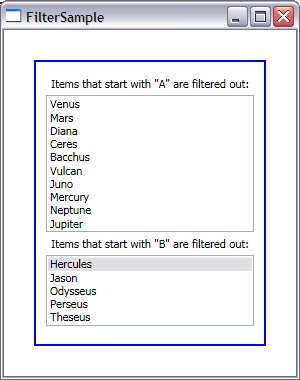 FilterSample
Items that start with "A" are filtered out:
Venus
Mars
Diana
Ceres
Bacchus
Vulcan
Juno
Mercury
Neptune
Jupiter
Items that start with "B" are filtered out:
Hercules
Jason
Odysseus
Perseus
Theseus